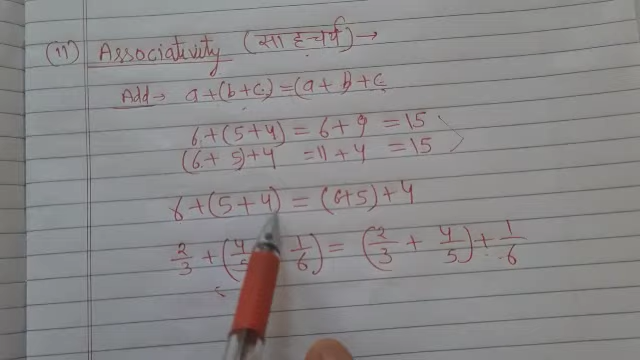 (11) Associativity (साहचर्य) →
Add → a+(b+c)=(a+b)+c
6+(5+4) = 6+9 = 15
(6+5)+4 = 11+4 = 15
6+(5+4) = (6+5)+4
2/3 + (4/5 1/6) = (2/3 + 4/5) + 1/6